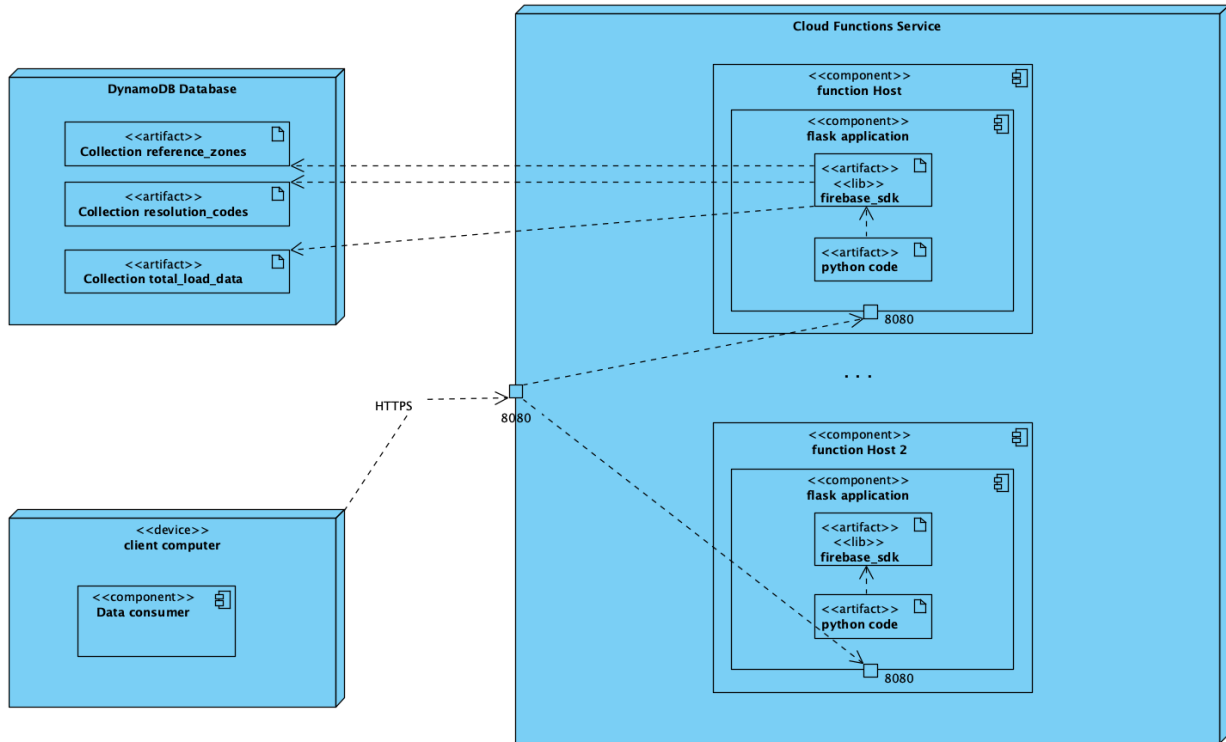 Cloud Functions Service
DynamoDB Database
<<artifact>>
Collection reference_zones
<<artifact>>
Collection resolution_codes
<<artifact>>
Collection total_load_data
<<component>>
function Host
<<component>>
flask application
<<artifact>>
<<lib>>
firebase_sdk
<<artifact>>
python code
8080
. . .
HTTPS
8080
<<component>>
function Host 2
<<component>>
flask application
<<artifact>>
<<lib>>
firebase_sdk
<<artifact>>
python code
8080
<<device>>
client computer
<<component>>
Data consumer